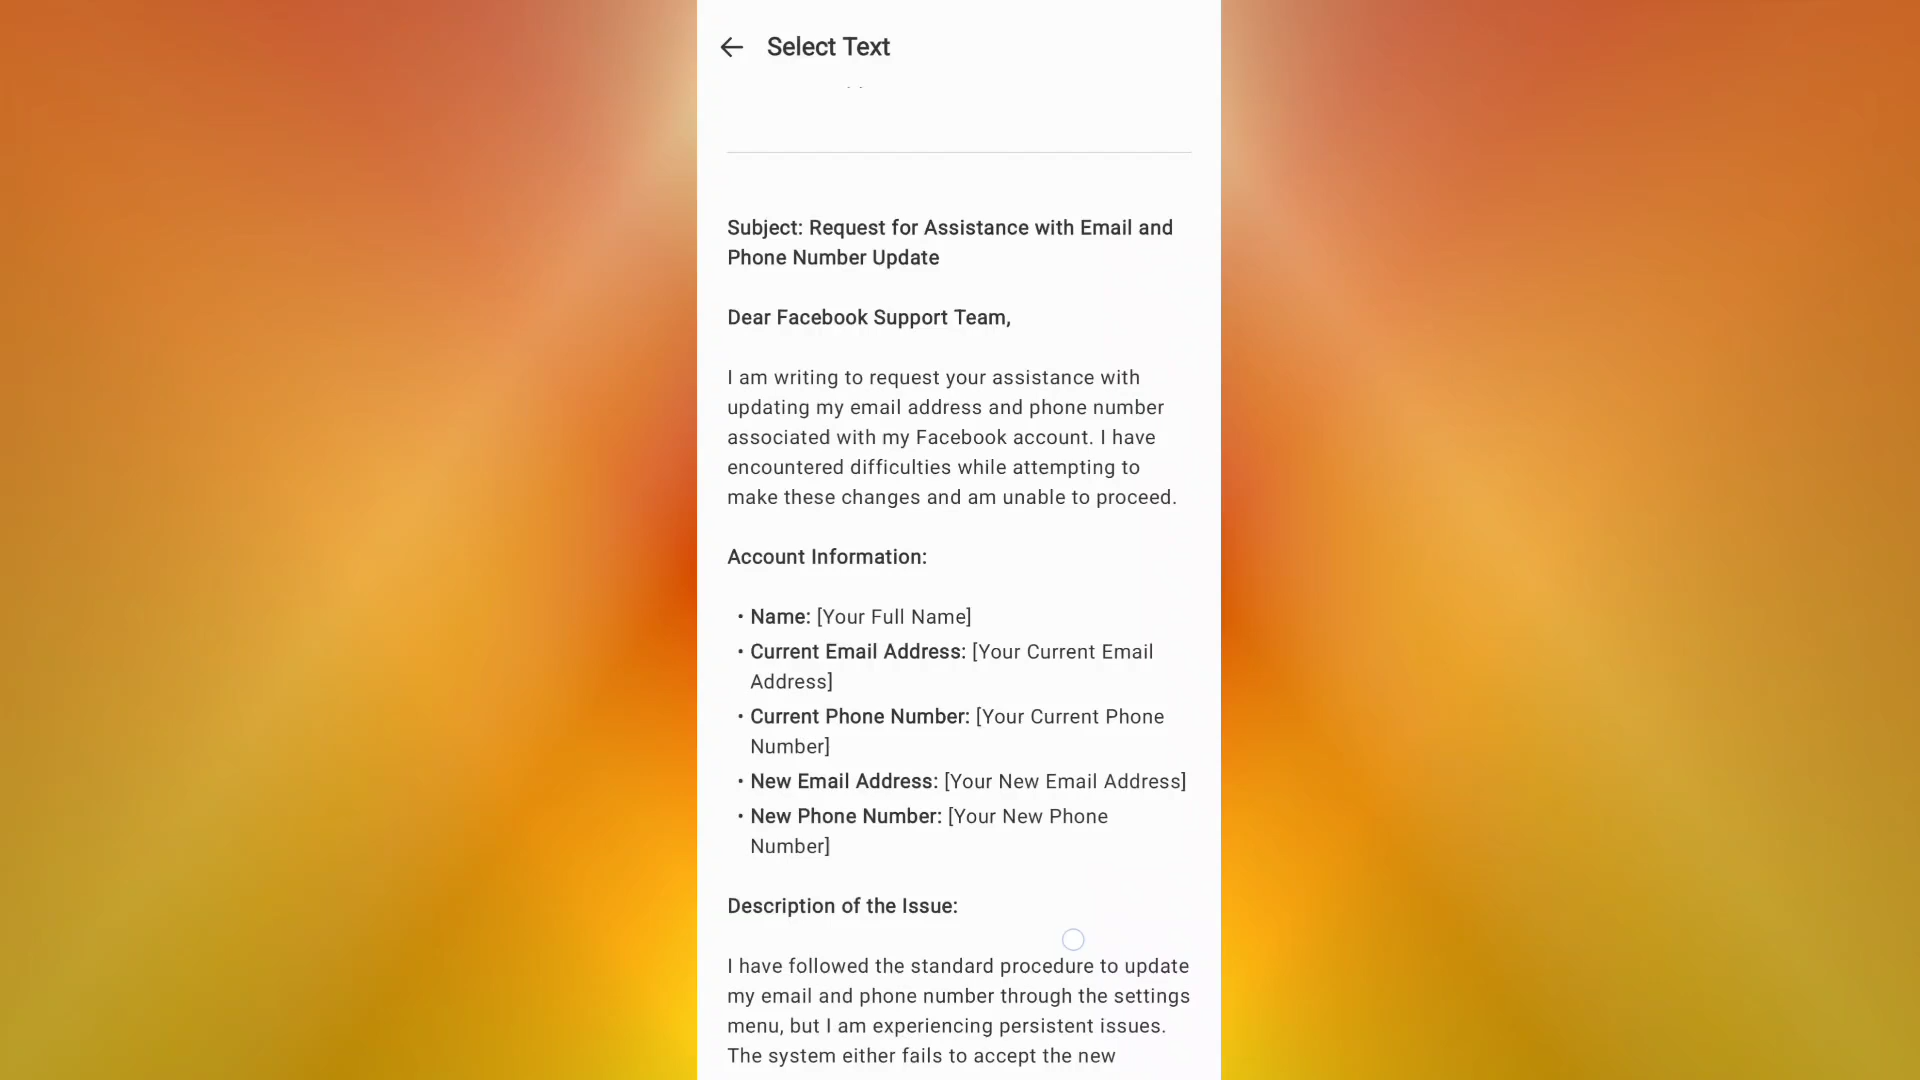 Select Text
Subject: Request for Assistance with Email and
Phone Number Update
Dear Facebook Support Team,
I am writing to request your assistance with
updating my email address and phone number
associated with my Facebook account. I have
encountered difficulties while attempting to
make these changes and am unable to proceed.
Account Information:
• Name: [Your Full Name]
• Current Email Address: [Your Current Email
Address]
• Current Phone Number: [Your Current Phone
Number]
• New Email Address: [Your New Email Address]
• New Phone Number: [Your New Phone
Number]
Description of the Issue:
I have followed the standard procedure to update
my email and phone number through the settings
menu, but I am experiencing persistent issues.
The system either fails to accept the new